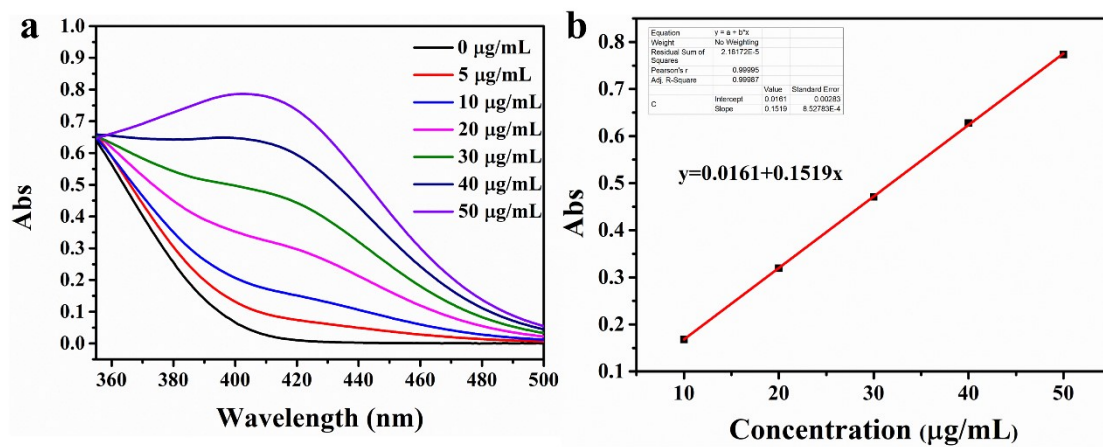 a
1.0
0.9
0.8
0.7
0.6
0.5
0.4
0.3
0.2
0.1
0.0
Abs
0 μg/mL
5 μg/mL
10 μg/mL
20 μg/mL
30 μg/mL
40 μg/mL
50 μg/mL
360 380 400 420 440 460 480 500
Wavelength (nm)
b
0.8
0.7
0.6
0.5
0.4
0.3
0.2
0.1
Abs
Equation y = a + b*x
Weight No Weighting
Residual Sum of Squares 2.18172E-5
Pearson's r 0.99995
Adj. R-Square 0.99987
Value Standard Error
C Intercept 0.0161 0.00283
Slope 0.1519 8.52783E-4
y=0.0161+0.1519x
10 20 30 40 50
Concentration (μg/mL)